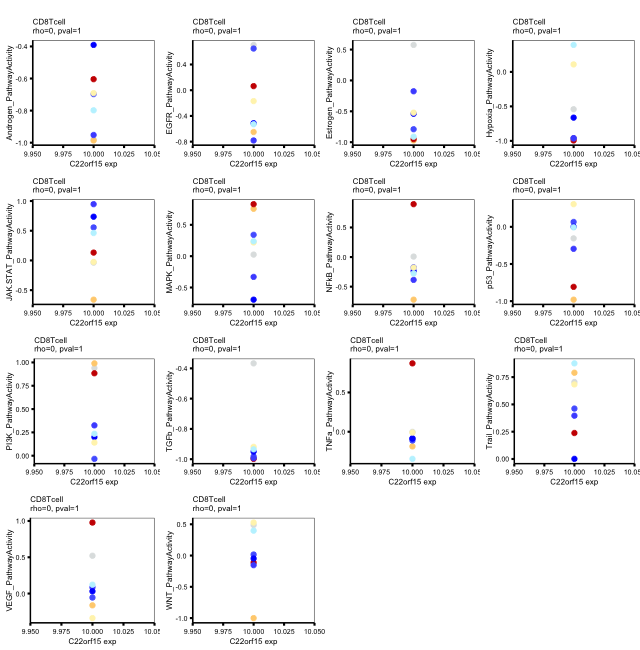 CD8Tcell
rho=0, pval=1
Androgen_PathwayActivity
-0.4
-0.6
-0.8
-1.0
9.950
9.975
10.000
10.025
10.050
C22orf15 exp
CD8Tcell
rho=0, pval=1
EGFR_PathwayActivity
0.8
0.4
0.0
-0.4
-0.8
9.950
9.975
10.000
10.025
10.050
C22orf15 exp
CD8Tcell
rho=0, pval=1
Estrogen_PathwayActivity
0.5
0.0
-0.5
-1.0
9.950
9.975
10.000
10.025
10.050
C22orf15 exp
CD8Tcell
rho=0, pval=1
Hypoxia_PathwayActivity
0.0
-0.5
-1.0
9.950
9.975
10.000
10.025
10.05
C22orf15 exp
CD8Tcell
rho=0, pval=1
JAK.STAT_PathwayActivity
1.0
0.5
0.0
-0.5
9.950
9.975
10.000
10.025
10.050
C22orf15 exp
CD8Tcell
rho=0, pval=1
MAPK_PathwayActivity
0.5
0.0
-0.5
9.950
9.975
10.000
10.025
10.050
C22orf15 exp
CD8Tcell
rho=0, pval=1
NFkB_PathwayActivity
0.5
0.0
-0.5
9.950
9.975
10.000
10.025
10.050
C22orf15 exp
CD8Tcell
rho=0, pval=1
p53_PathwayActivity
0.0
-0.5
-1.0
9.950
9.975
10.000
10.025
10.05
C22orf15 exp
CD8Tcell
rho=0, pval=1
PI3K_PathwayActivity
1.00
0.75
0.50
0.25
0.00
9.950
9.975
10.000
10.025
10.050
C22orf15 exp
CD8Tcell
rho=0, pval=1
TGFb_PathwayActivity
-0.4
-0.6
-0.8
-1.0
9.950
9.975
10.000
10.025
10.050
C22orf15 exp
CD8Tcell
rho=0, pval=1
TNFa_PathwayActivity
0.5
0.0
9.950
9.975
10.000
10.025
10.050
C22orf15 exp
CD8Tcell
rho=0, pval=1
Trail_PathwayActivity
0.75
0.50
0.25
0.00
9.950
9.975
10.000
10.025
10.05
C22orf15 exp
CD8Tcell
rho=0, pval=1
VEGF_PathwayActivity
1.0
0.5
0.0
9.950
9.975
10.000
10.025
10.050
C22orf15 exp
CD8Tcell
rho=0, pval=1
WNT_PathwayActivity
0.5
0.0
-0.5
-1.0
9.950
9.975
10.000
10.025
10.050
C22orf15 exp